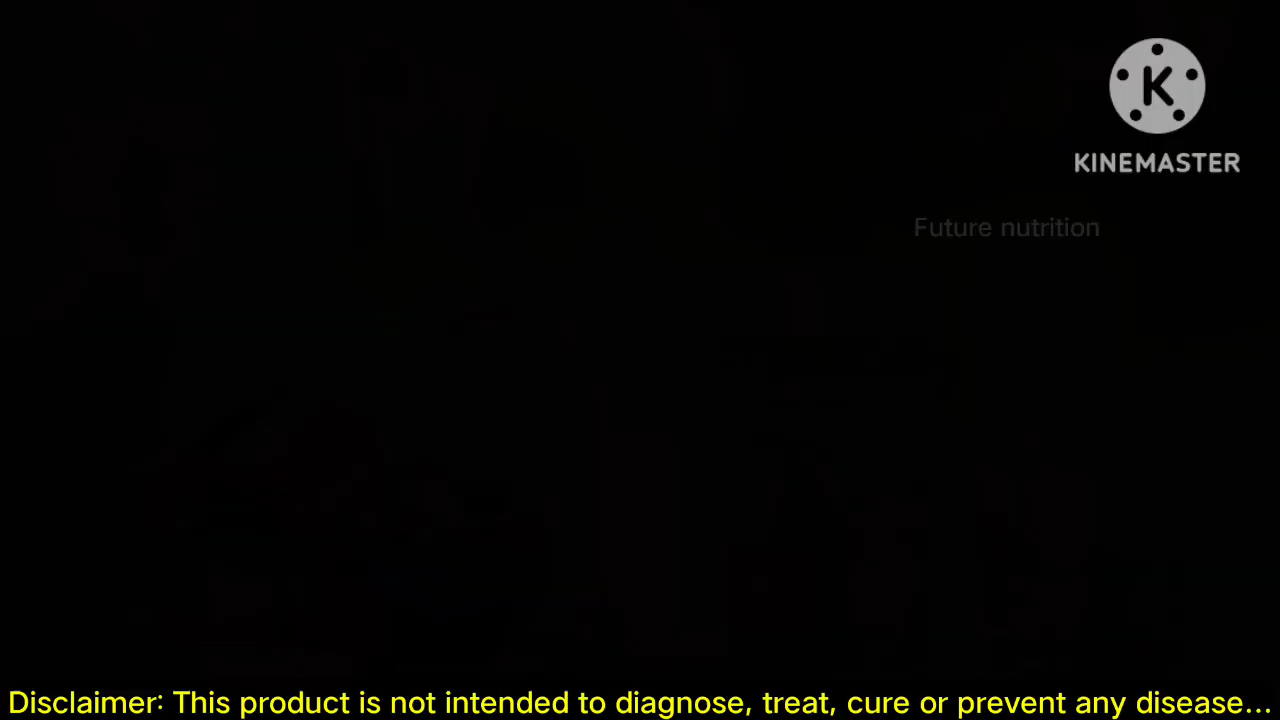 K
KINEMASTER
Future nutrition
Disclaimer: This product is not intended to diagnose, treat, cure or prevent any disease...